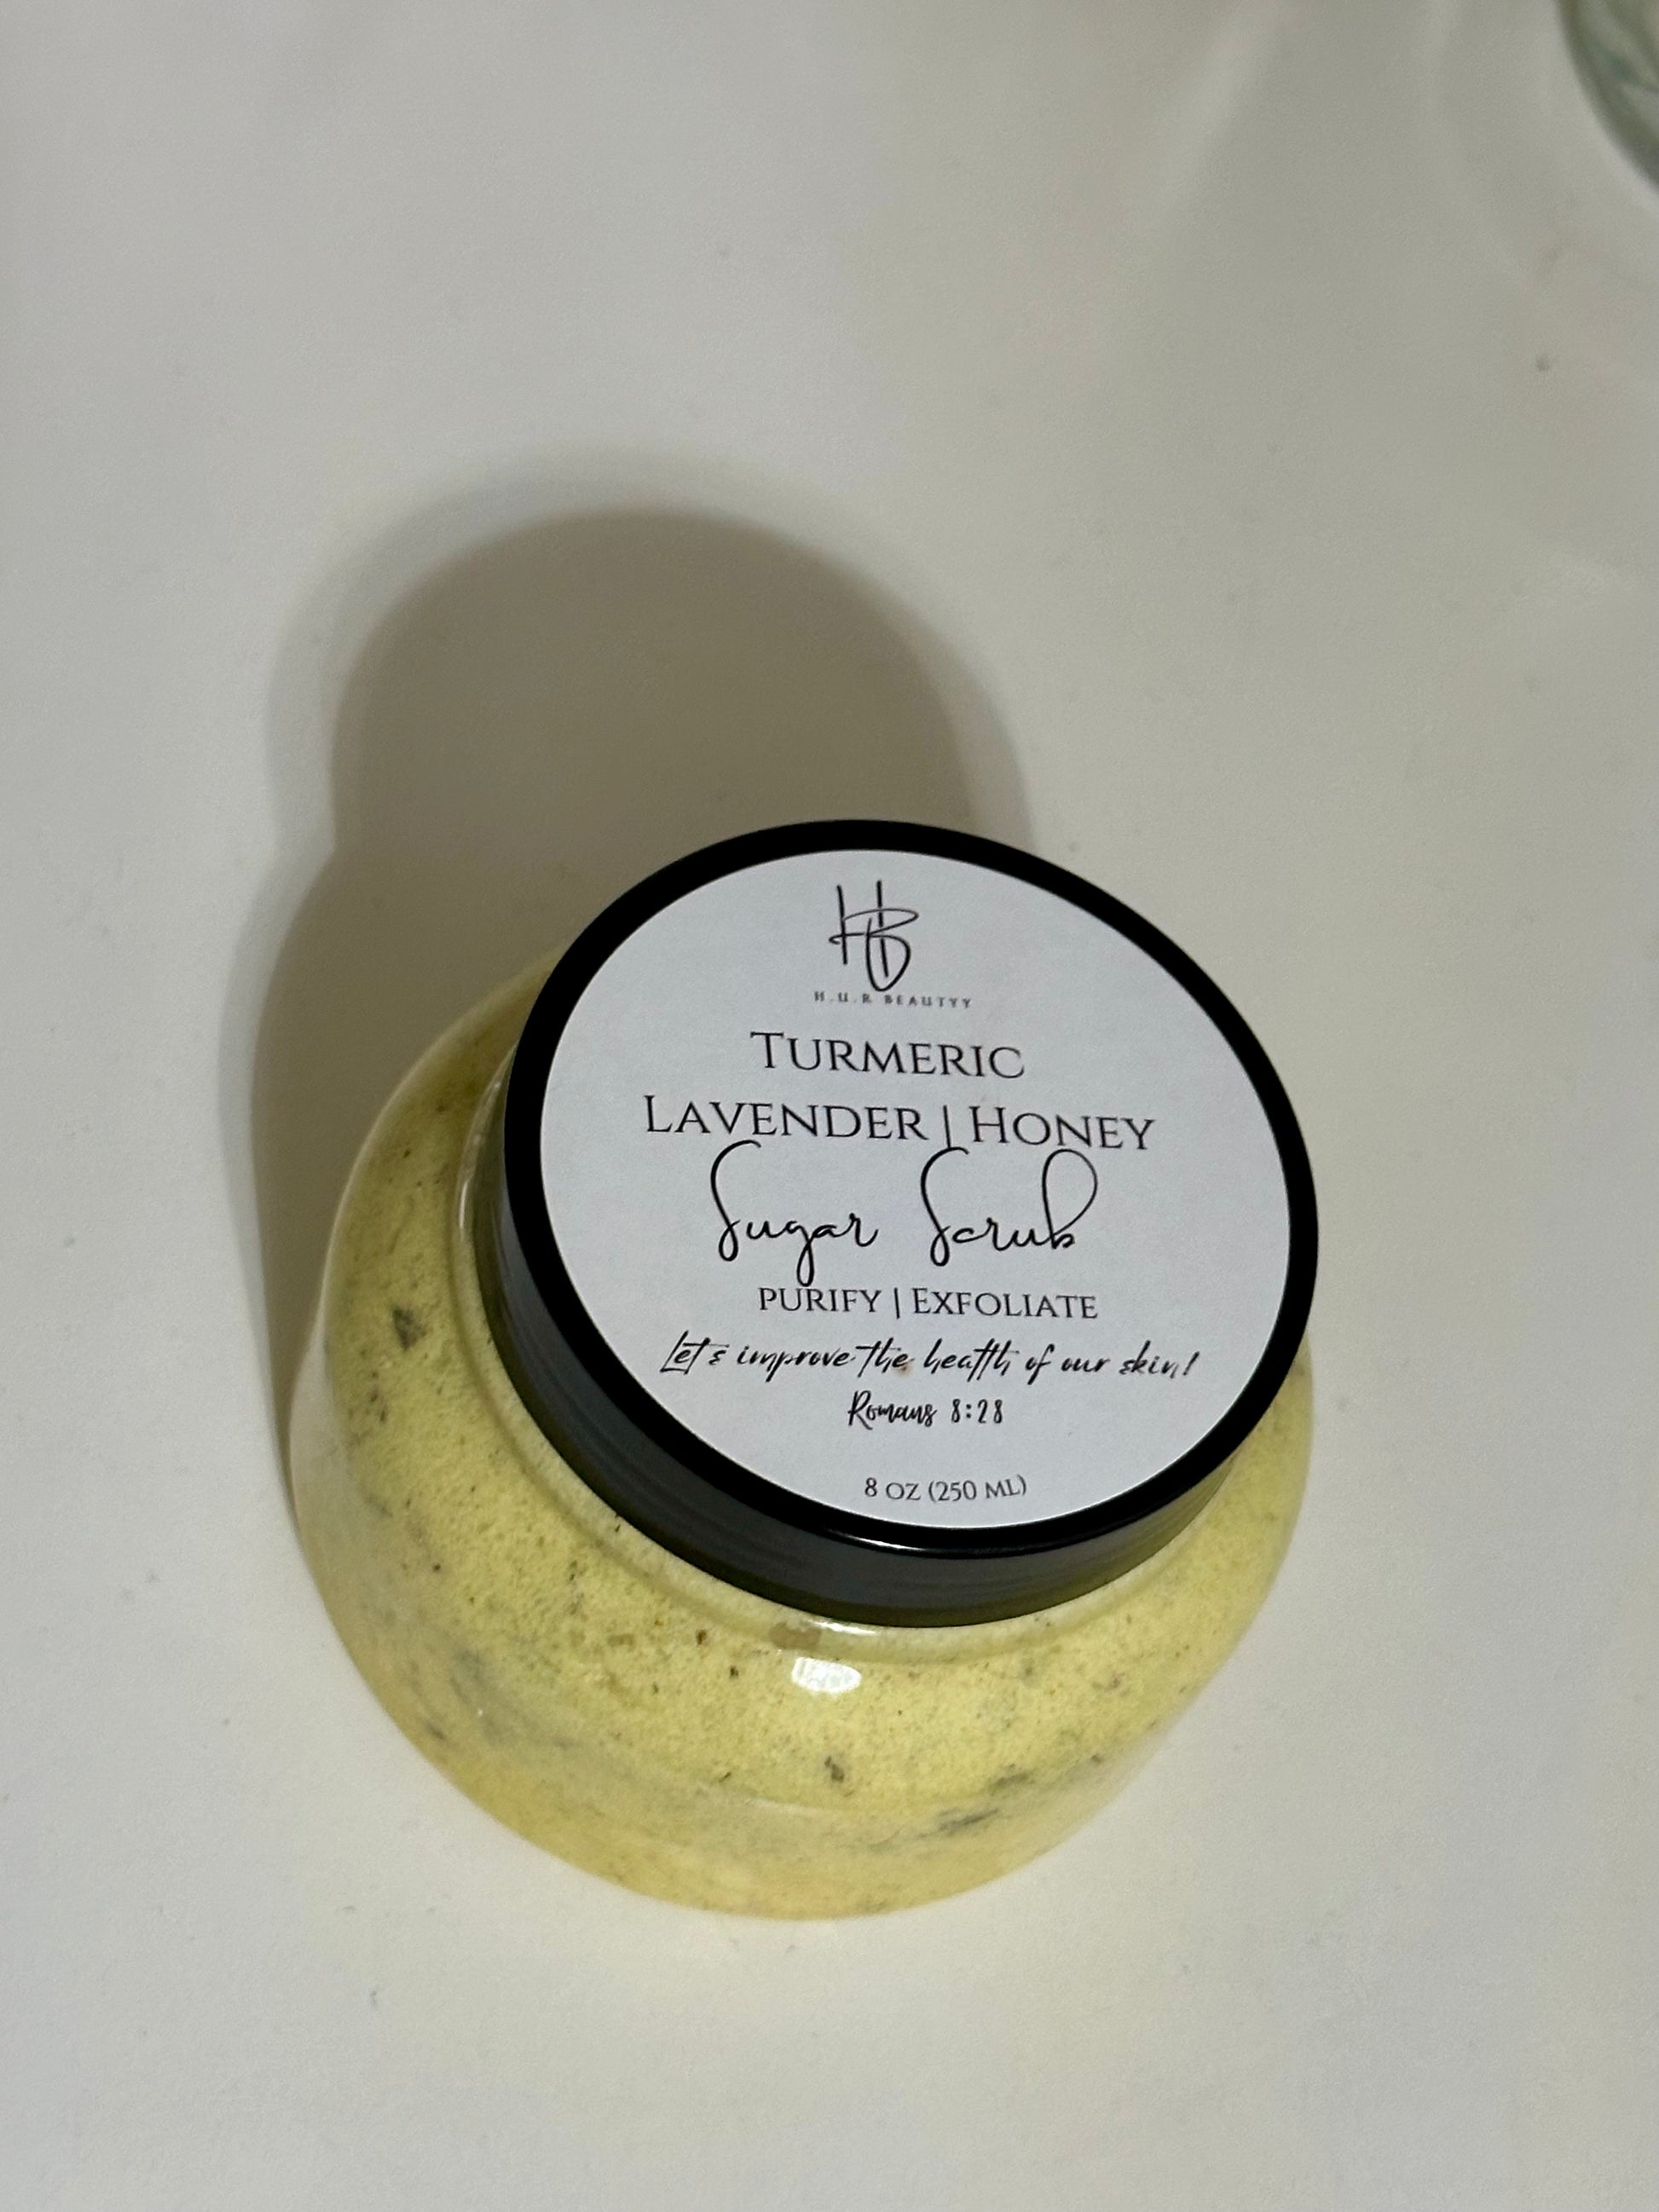 HB
H.U.R BEAUTYY
TURMERIC
LAVENDER | HONEY
Sugar Scrub
PURIFY | EXFOLIATE
Let's improve the health of our skin!
Romans 8:28
8 OZ (250 ML)